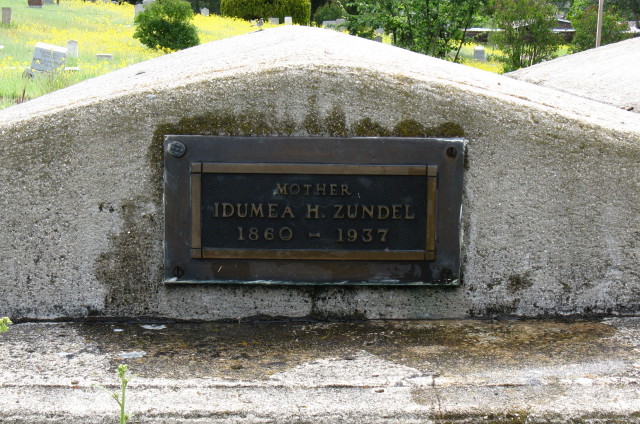 MOTHER
IDUMEA H. ZUNDEL
1860 - 1937